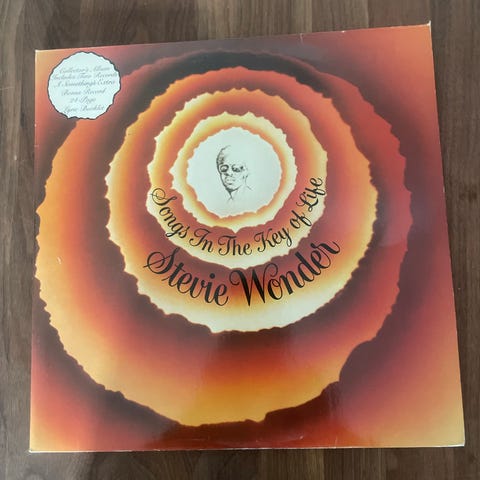 Collector's Album
Includes Two Records
A Something's Extra
Bonus Record
24-Page
Lyric Booklet
Songs In The Key of Life
Stevie Wonder